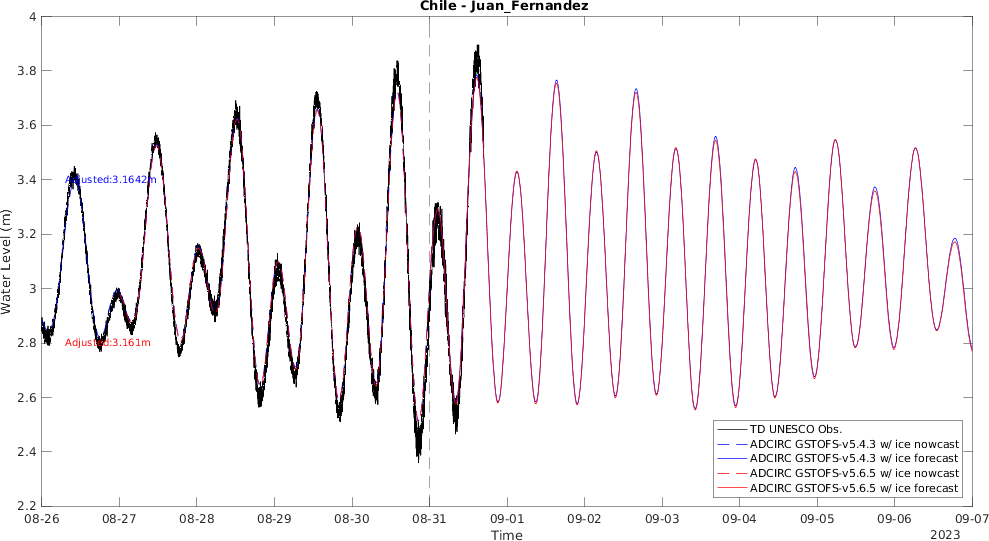 Chile - Juan_Fernandez
4
3.8
3.6
3.4
3.2
3
2.8
2.6
2.4
2.2
Water Level (m)
Adjusted:3.1642m
Adjusted:3.161m
TD UNESCO Obs.
ADCIRC GSTOFS-v5.4.3 w/ ice nowcast
ADCIRC GSTOFS-v5.4.3 w/ ice forecast
ADCIRC GSTOFS-v5.6.5 w/ ice nowcast
ADCIRC GSTOFS-v5.6.5 w/ ice forecast
08-26 08-27 08-28 08-29 08-30 08-31 09-01 09-02 09-03 09-04 09-05 09-06 09-07
Time
2023